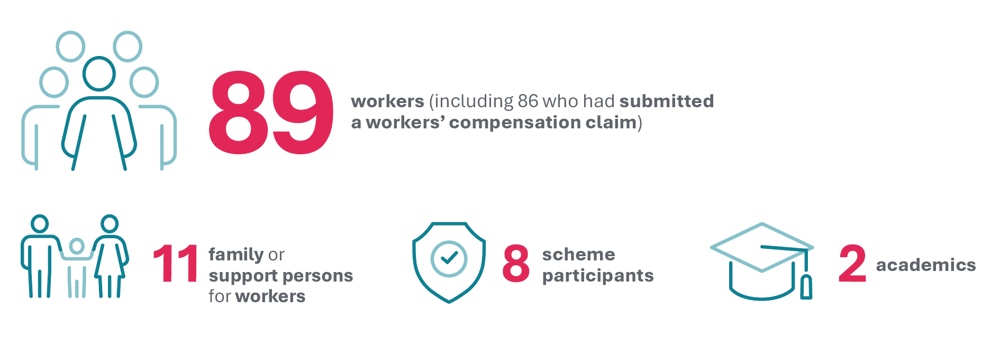 89
workers (including 86 who had submitted
a workers’ compensation claim)
11
family or
support persons
for workers
8
scheme
participants
2
academics